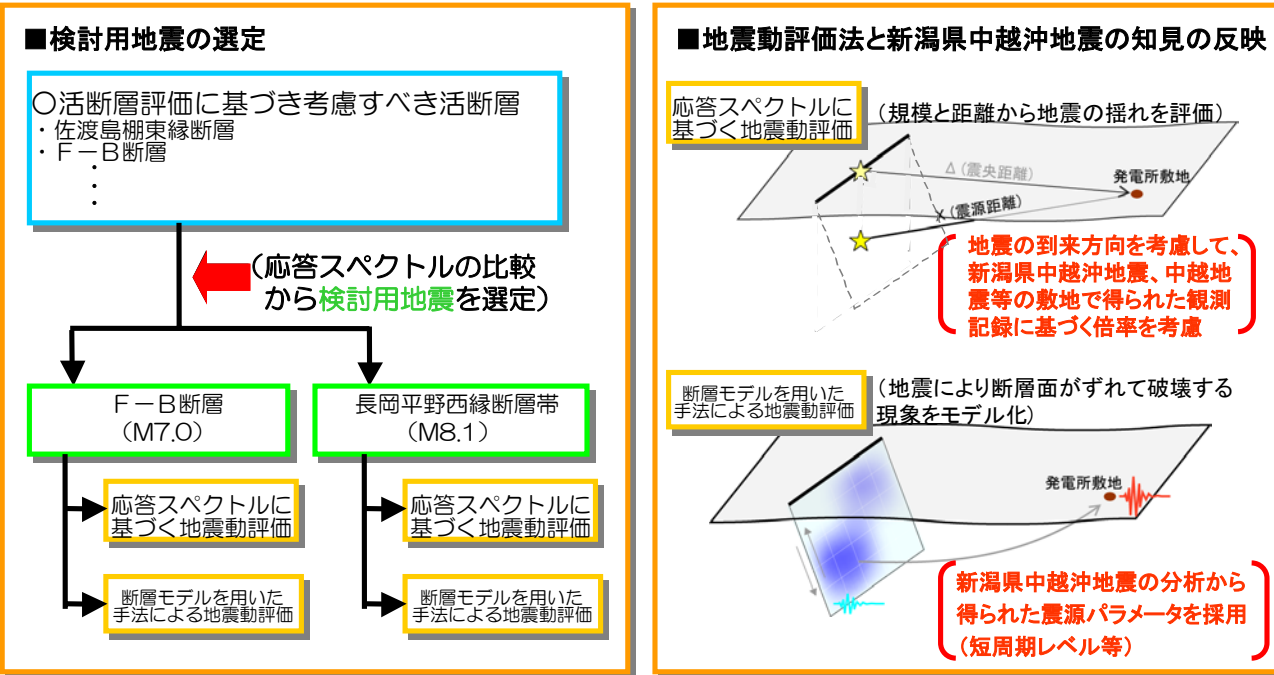 ■検討用地震の選定
〇活断層評価に基づき考慮すべき活断層
・佐渡島棚東縁断層
・F－B断層
・
・
・
（応答スペクトルの比較
から検討用地震を選定）
F－B断層
（M7.0）
応答スペクトルに
基づく地震動評価
断層モデルを用いた
手法による地震動評価
長岡平野西縁断層帯
（M8.1）
応答スペクトルに
基づく地震動評価
断層モデルを用いた
手法による地震動評価
■地震動評価法と新潟県中越沖地震の知見の反映
応答スペクトルに
基づく地震動評価
（規模と距離から地震の揺れを評価）
Δ（震央距離）
発電所敷地
X（震源距離）
地震の到来方向を考慮して、
新潟県中越沖地震、中越地
震等の敷地で得られた観測
記録に基づく倍率を考慮
断層モデルを用いた
手法による地震動評価
（地震により断層面がずれて破壊する
現象をモデル化）
発電所敷地
新潟県中越沖地震の分析から
得られた震源パラメータを採用
（短周期レベル等）